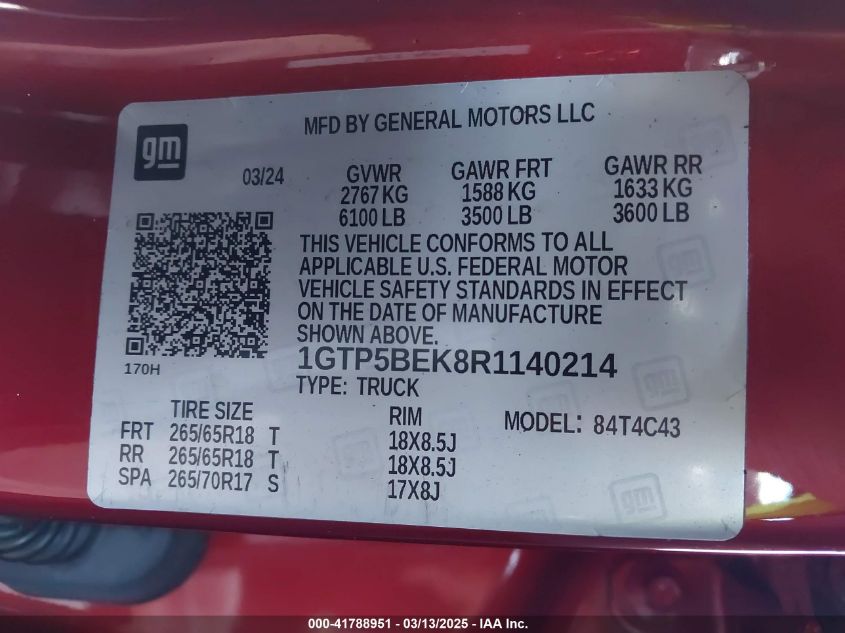 gm
MFD BY GENERAL MOTORS LLC
03/24
GVWR
2767 KG
6100 LB
GAWR FRT
1588 KG
3500 LB
GAWR RR
1633 KG
3600 LB
THIS VEHICLE CONFORMS TO ALL
APPLICABLE U.S. FEDERAL MOTOR
VEHICLE SAFETY STANDARDS IN EFFECT
ON THE DATE OF MANUFACTURE
SHOWN ABOVE.
170H
1GTP5BEK8R1140214
TYPE: TRUCK
MODEL: 84T4C43
TIRE SIZE RIM
FRT 265/65R18 T 18X8.5J
RR 265/65R18 T 18X8.5J
SPA 265/70R17 S 17X8J
000-41788951 - 03/13/2025 - IAA Inc.